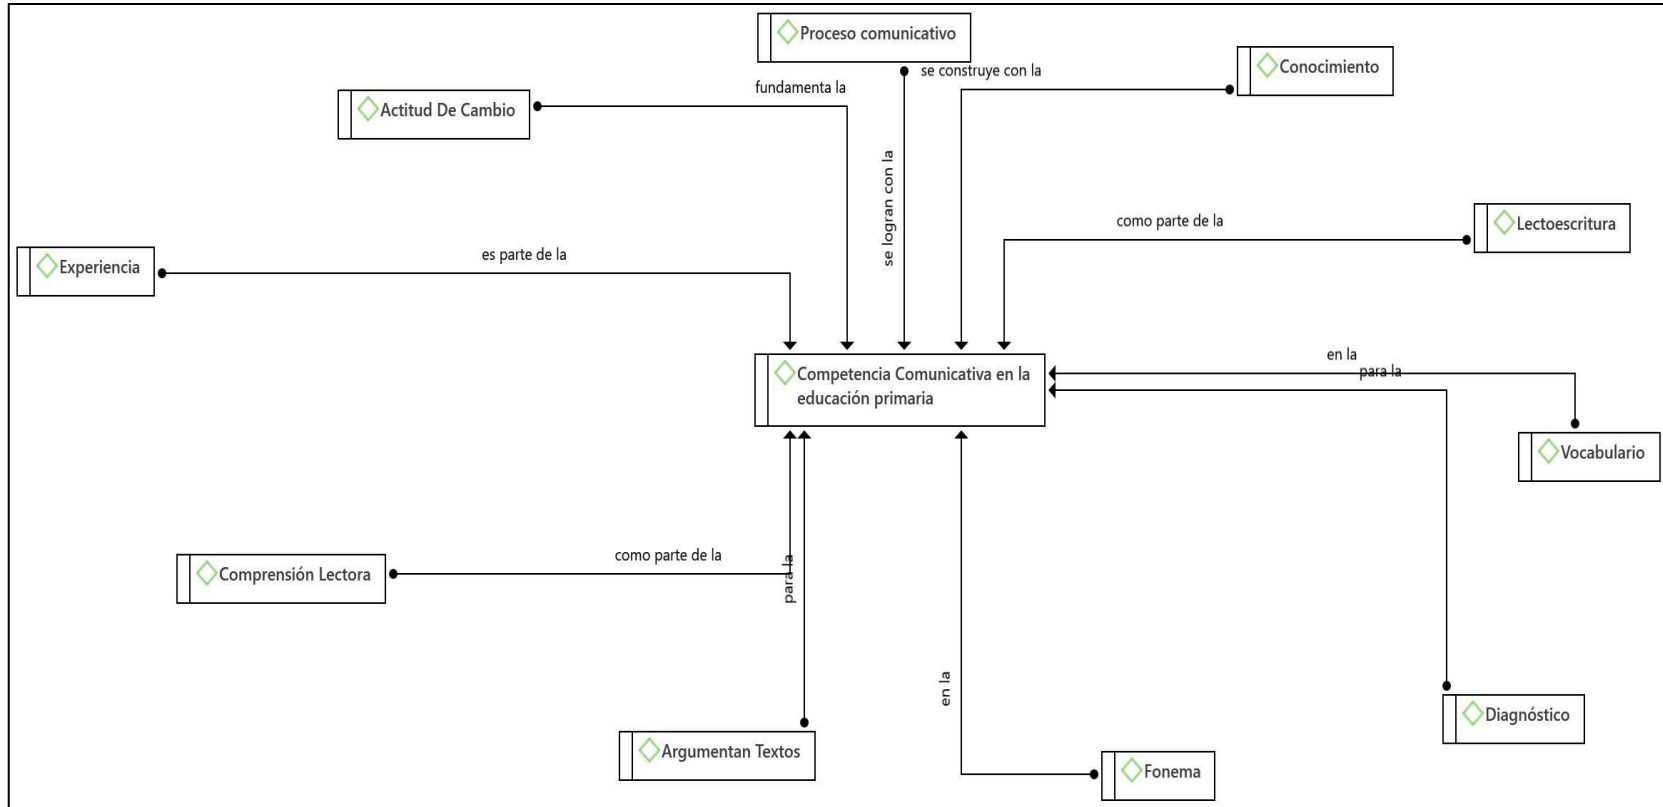 Proceso comunicativo
Conocimiento
se construye con la
fundamenta la
Actitud De Cambio
se logran con la
como parte de la
Lectoescritura
es parte de la
Experiencia
en la
para la
Competencia Comunicativa en la
educación primaria
Vocabulario
como parte de la
Comprensión Lectora
para la
en la
Diagnóstico
Argumentan Textos
Fonema